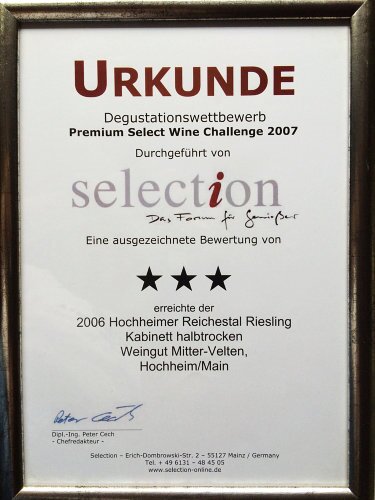 URKUNDE
Degustationswettbewerb
Premium Select Wine Challenge 2007
Durchgeführt von
selection
Das Forum für Genießer
Eine ausgezeichnete Bewertung von
★★★
erreichte der
2006 Hochheimer Reichestal Riesling
Kabinett halbtrocken
Weingut Mitter-Velten,
Hochheim/Main
Peter Cech
Dipl.-Ing. Peter Cech
- Chefredakteur -
Selection – Erich-Dombrowski-Str. 2 – 55127 Mainz / Germany
Tel. + 49 6131 - 48 45 05
www.selection-online.de